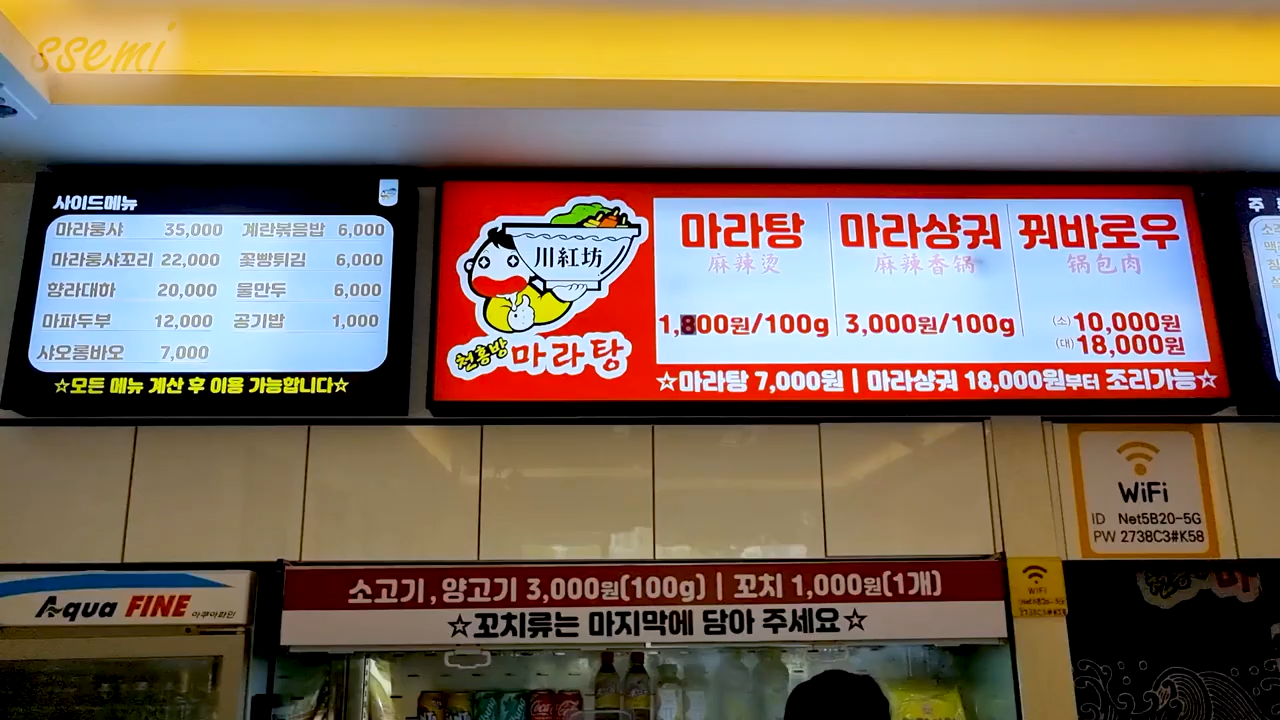 ssemi
사이드메뉴
마라룽샤 35,000 계란볶음밥 6,000
마라룽샤꼬리 22,000 꽃빵튀김 6,000
향라대하 20,000 물만두 6,000
마파두부 12,000 공기밥 1,000
샤오롱바오 7,000
☆모든 메뉴 계산 후 이용 가능합니다☆
川紅坊
천홍방 마라탕
마라탕 마라샹궈 꿔바로우
麻辣烫 麻辣香锅 锅包肉
1,800원/100g 3,000원/100g (소)10,000원
(대)18,000원
☆마라탕 7,000원 | 마라샹궈 18,000원부터 조리가능☆
WiFi
ID Net5B20-5G
PW 2738C3#K58
Aqua FINE 아쿠아파인
소고기, 양고기 3,000원(100g) | 꼬치 1,000원(1개)
☆꼬치류는 마지막에 담아 주세요☆
WiFi